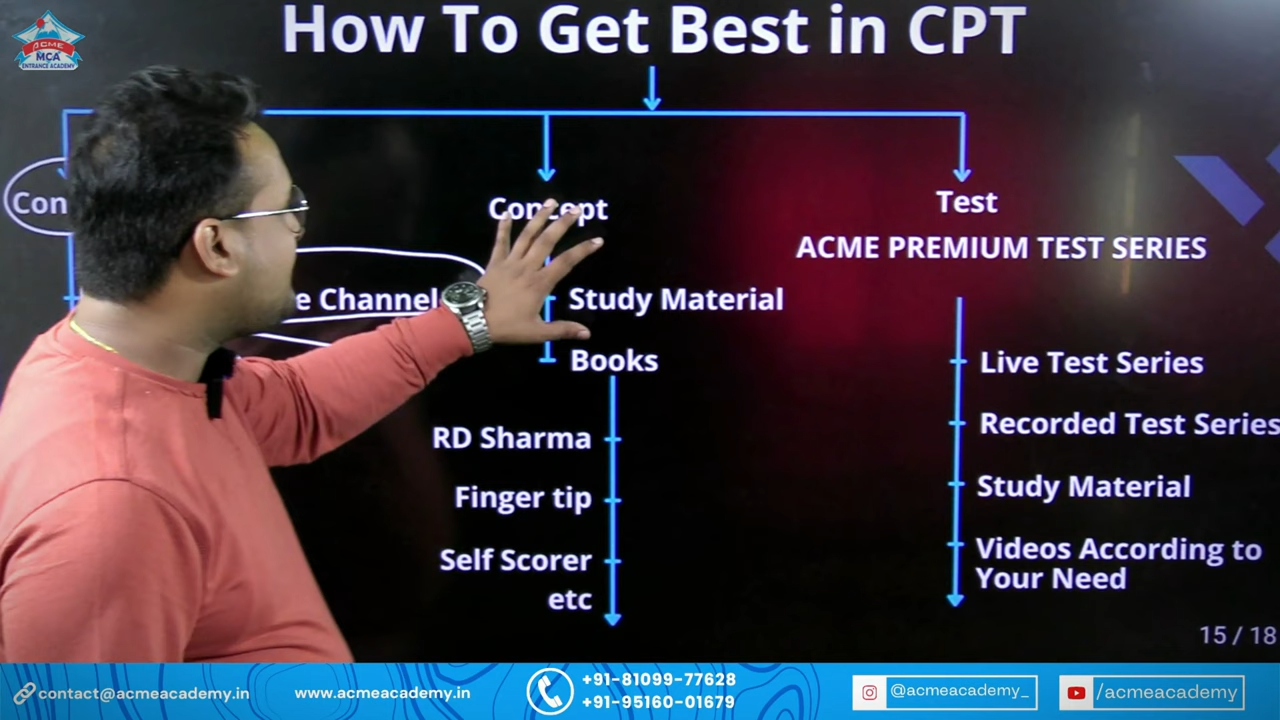 ACME
MCA
ENTRANCE ACADEMY
How To Get Best in CPT
Concept
Test
ACME PREMIUM TEST SERIES
Channel
Study Material
Books
RD Sharma
Finger tip
Self Scorer
etc
Live Test Series
Recorded Test Series
Study Material
Videos According to
Your Need
15 / 18
contact@acmeacademy.in
www.acmeacademy.in
+91-81099-77628
+91-95160-01679
@acmeacademy_
/acmeacademy